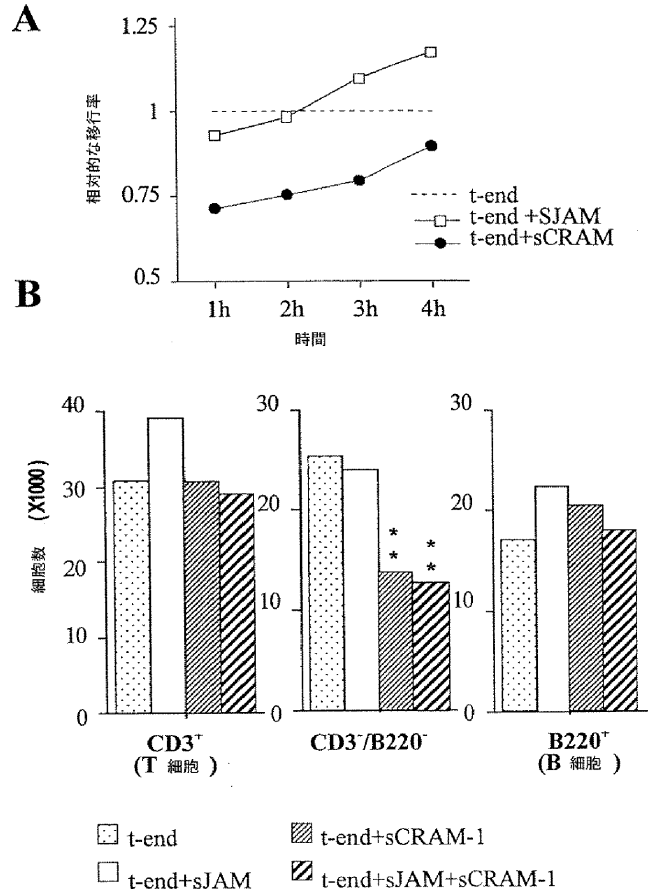 A
1.25
1
0.75
0.5
相対的な移行率
t-end
t-end +SJAM
t-end+sCRAM
1h 2h 3h 4h
時間
B
細胞数 (X1000)
40
30
20
10
0
30
20
10
0
30
20
10
0
* *
* *
CD3⁺
(T 細胞 )
CD3⁻/B220⁻
B220⁺
(B 細胞 )
t-end
t-end+sCRAM-1
t-end+sJAM
t-end+sJAM+sCRAM-1